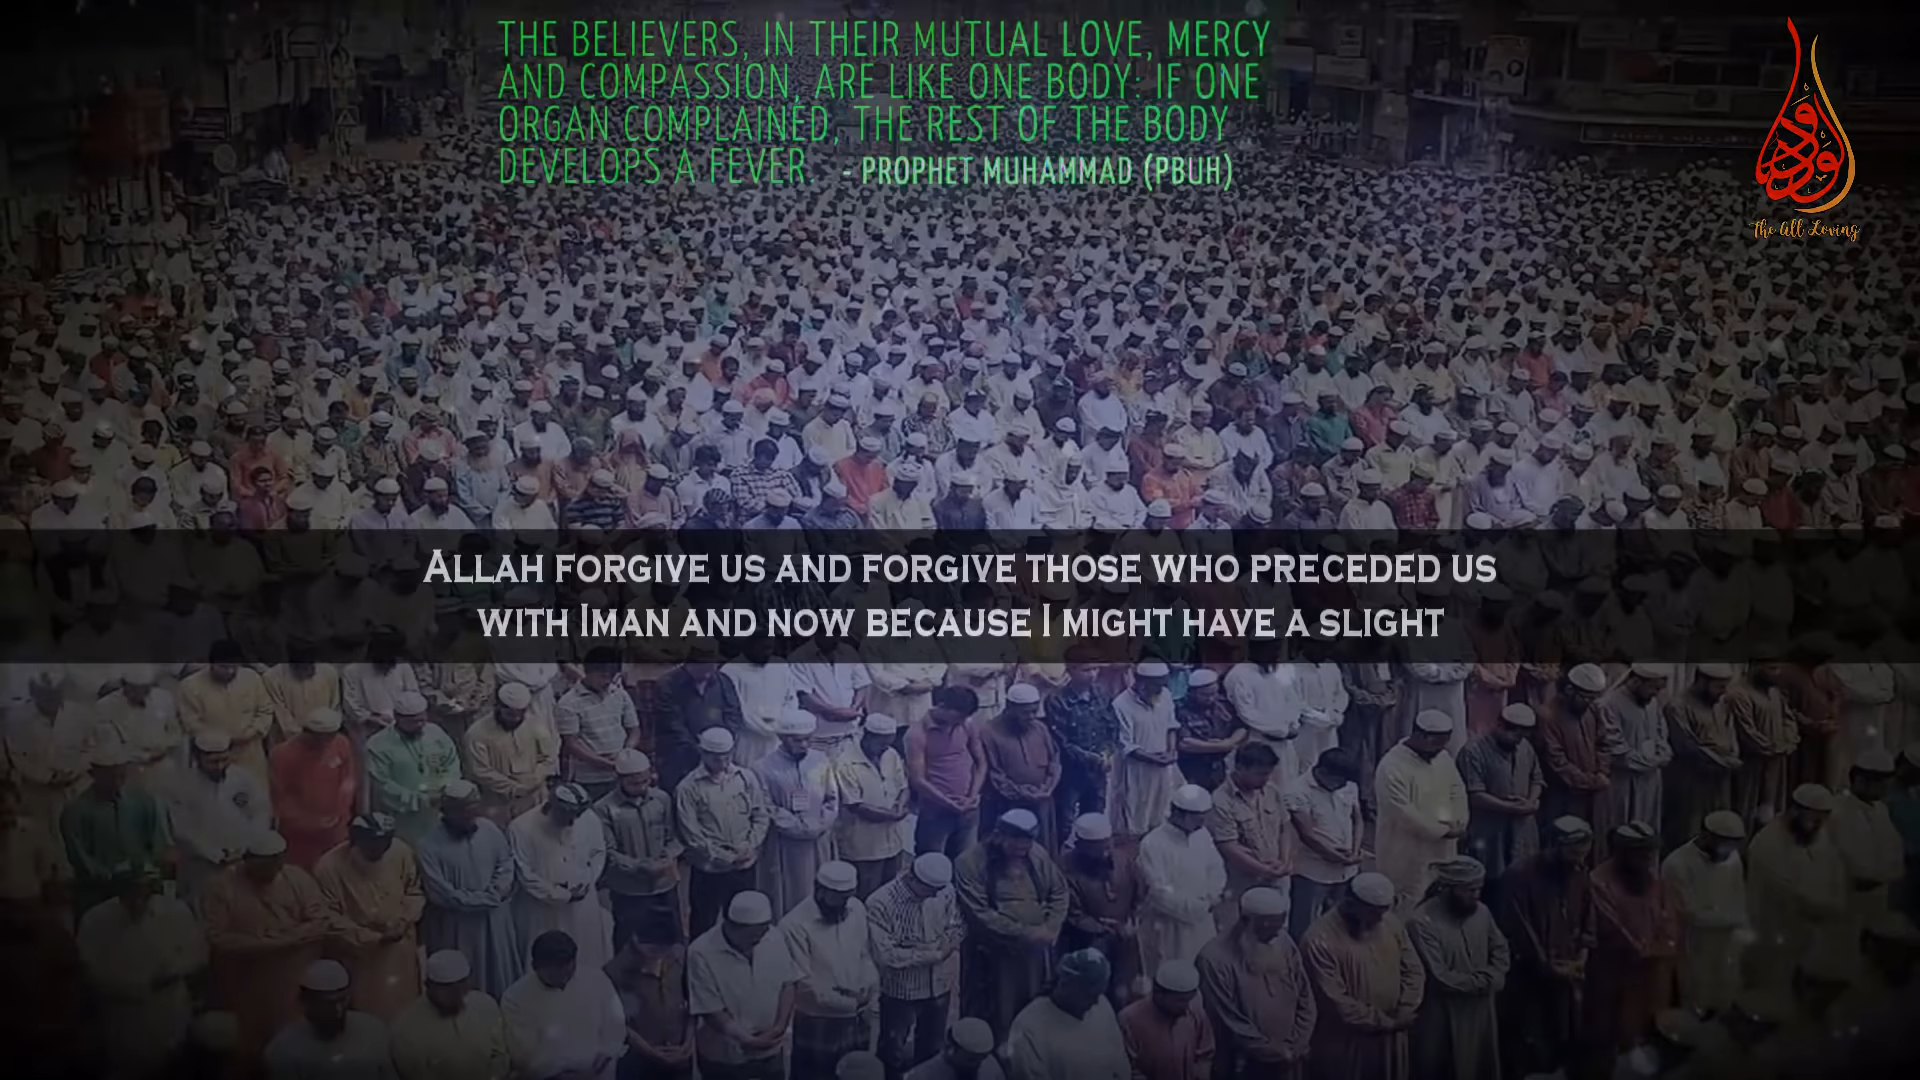 THE BELIEVERS, IN THEIR MUTUAL LOVE, MERCY
AND COMPASSION, ARE LIKE ONE BODY: IF ONE
ORGAN COMPLAINED, THE REST OF THE BODY
DEVELOPS A FEVER. - PROPHET MUHAMMAD (PBUH)
The All Loving
ALLAH FORGIVE US AND FORGIVE THOSE WHO PRECEDED US
WITH IMAN AND NOW BECAUSE I MIGHT HAVE A SLIGHT